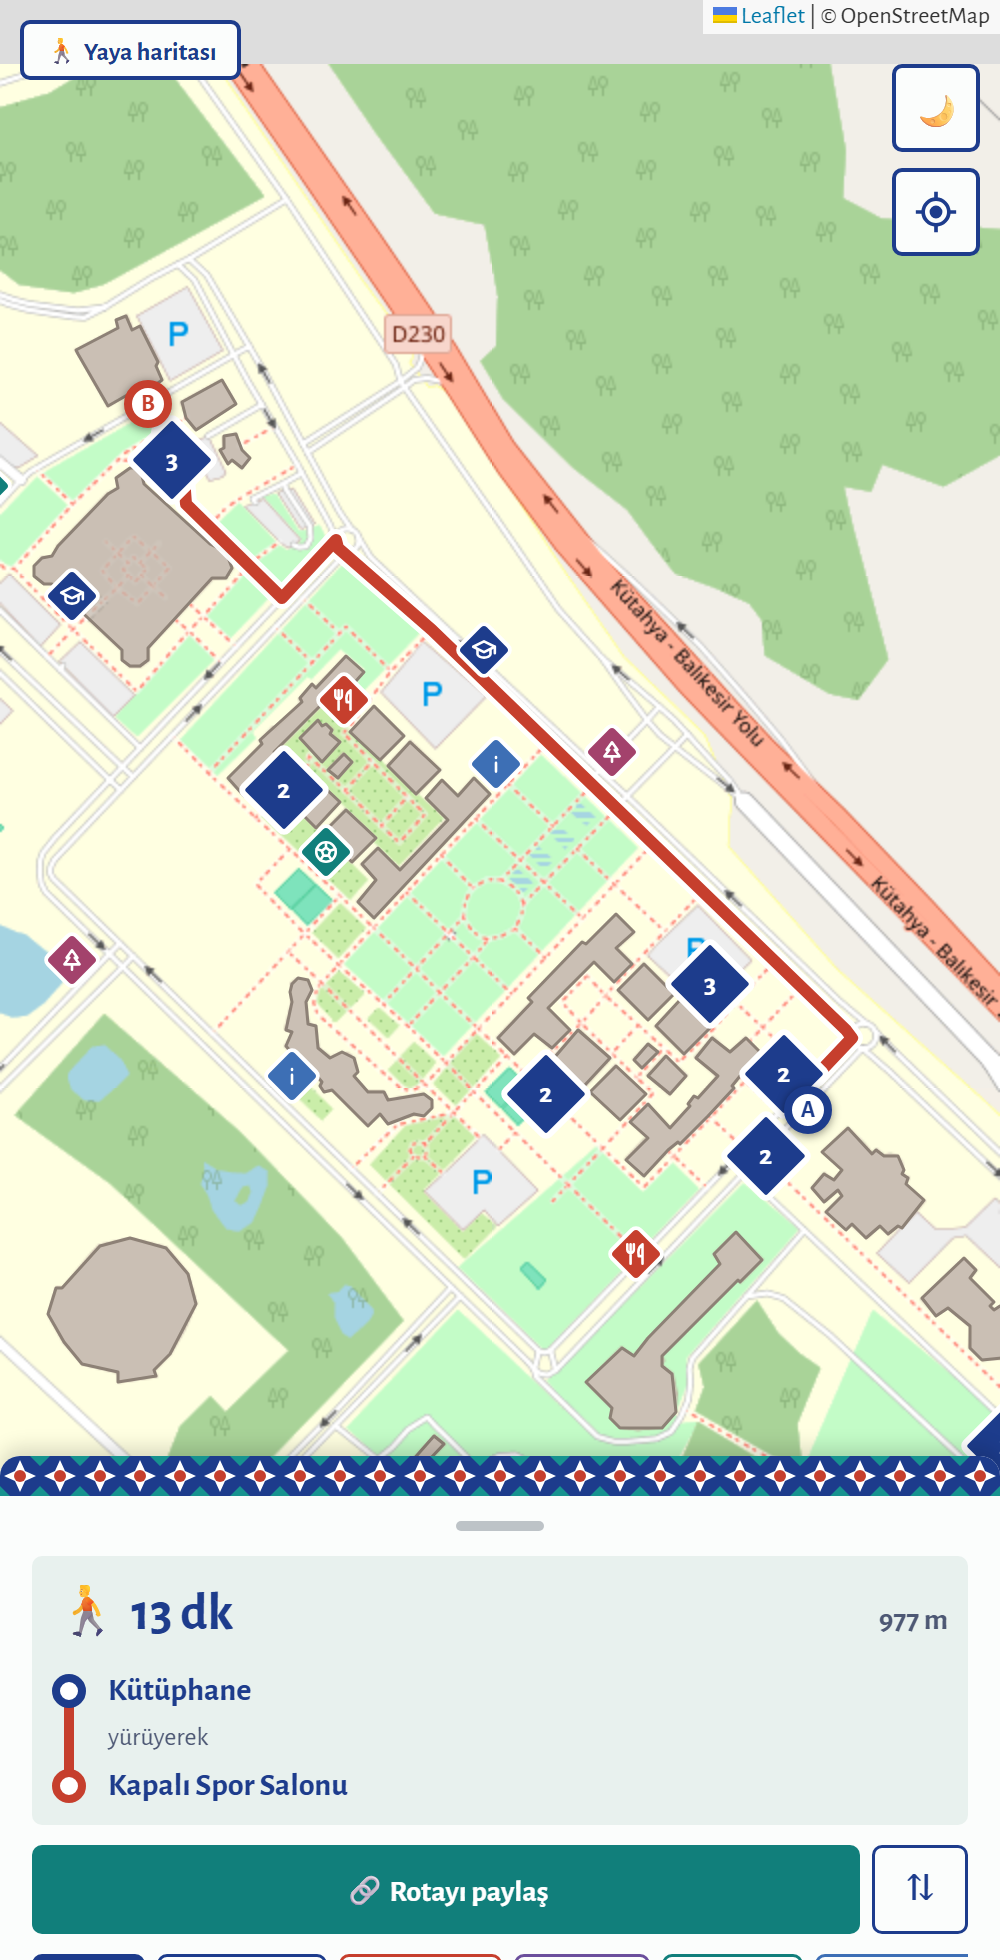 Leaflet | © OpenStreetMap
Yaya haritası
P
D230
B
3
Kütahya - Balıkesir Yolu
P
2
Kütahya - Balıkesir
P
3
2
2
A
2
P
13 dk
977 m
Kütüphane
yürüyerek
Kapalı Spor Salonu
Rotayı paylaş